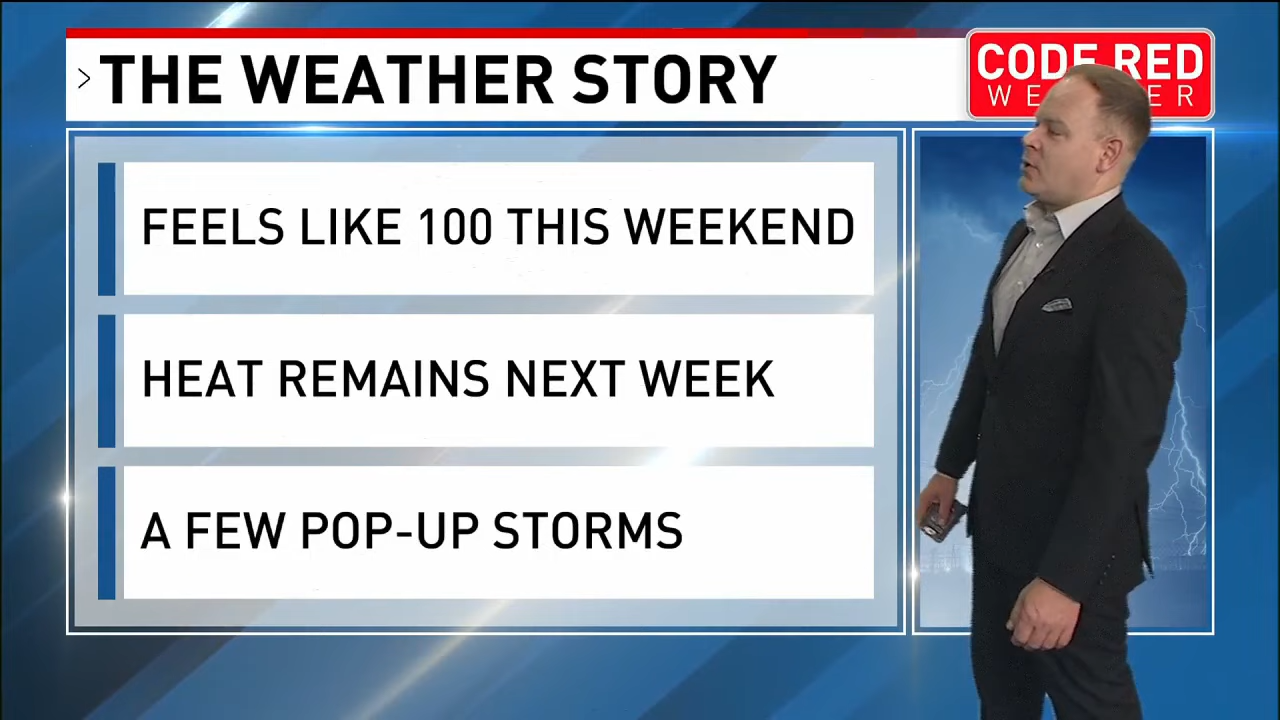 THE WEATHER STORY
CODE RED
FEELS LIKE 100 THIS WEEKEND
HEAT REMAINS NEXT WEEK
A FEW POP-UP STORMS